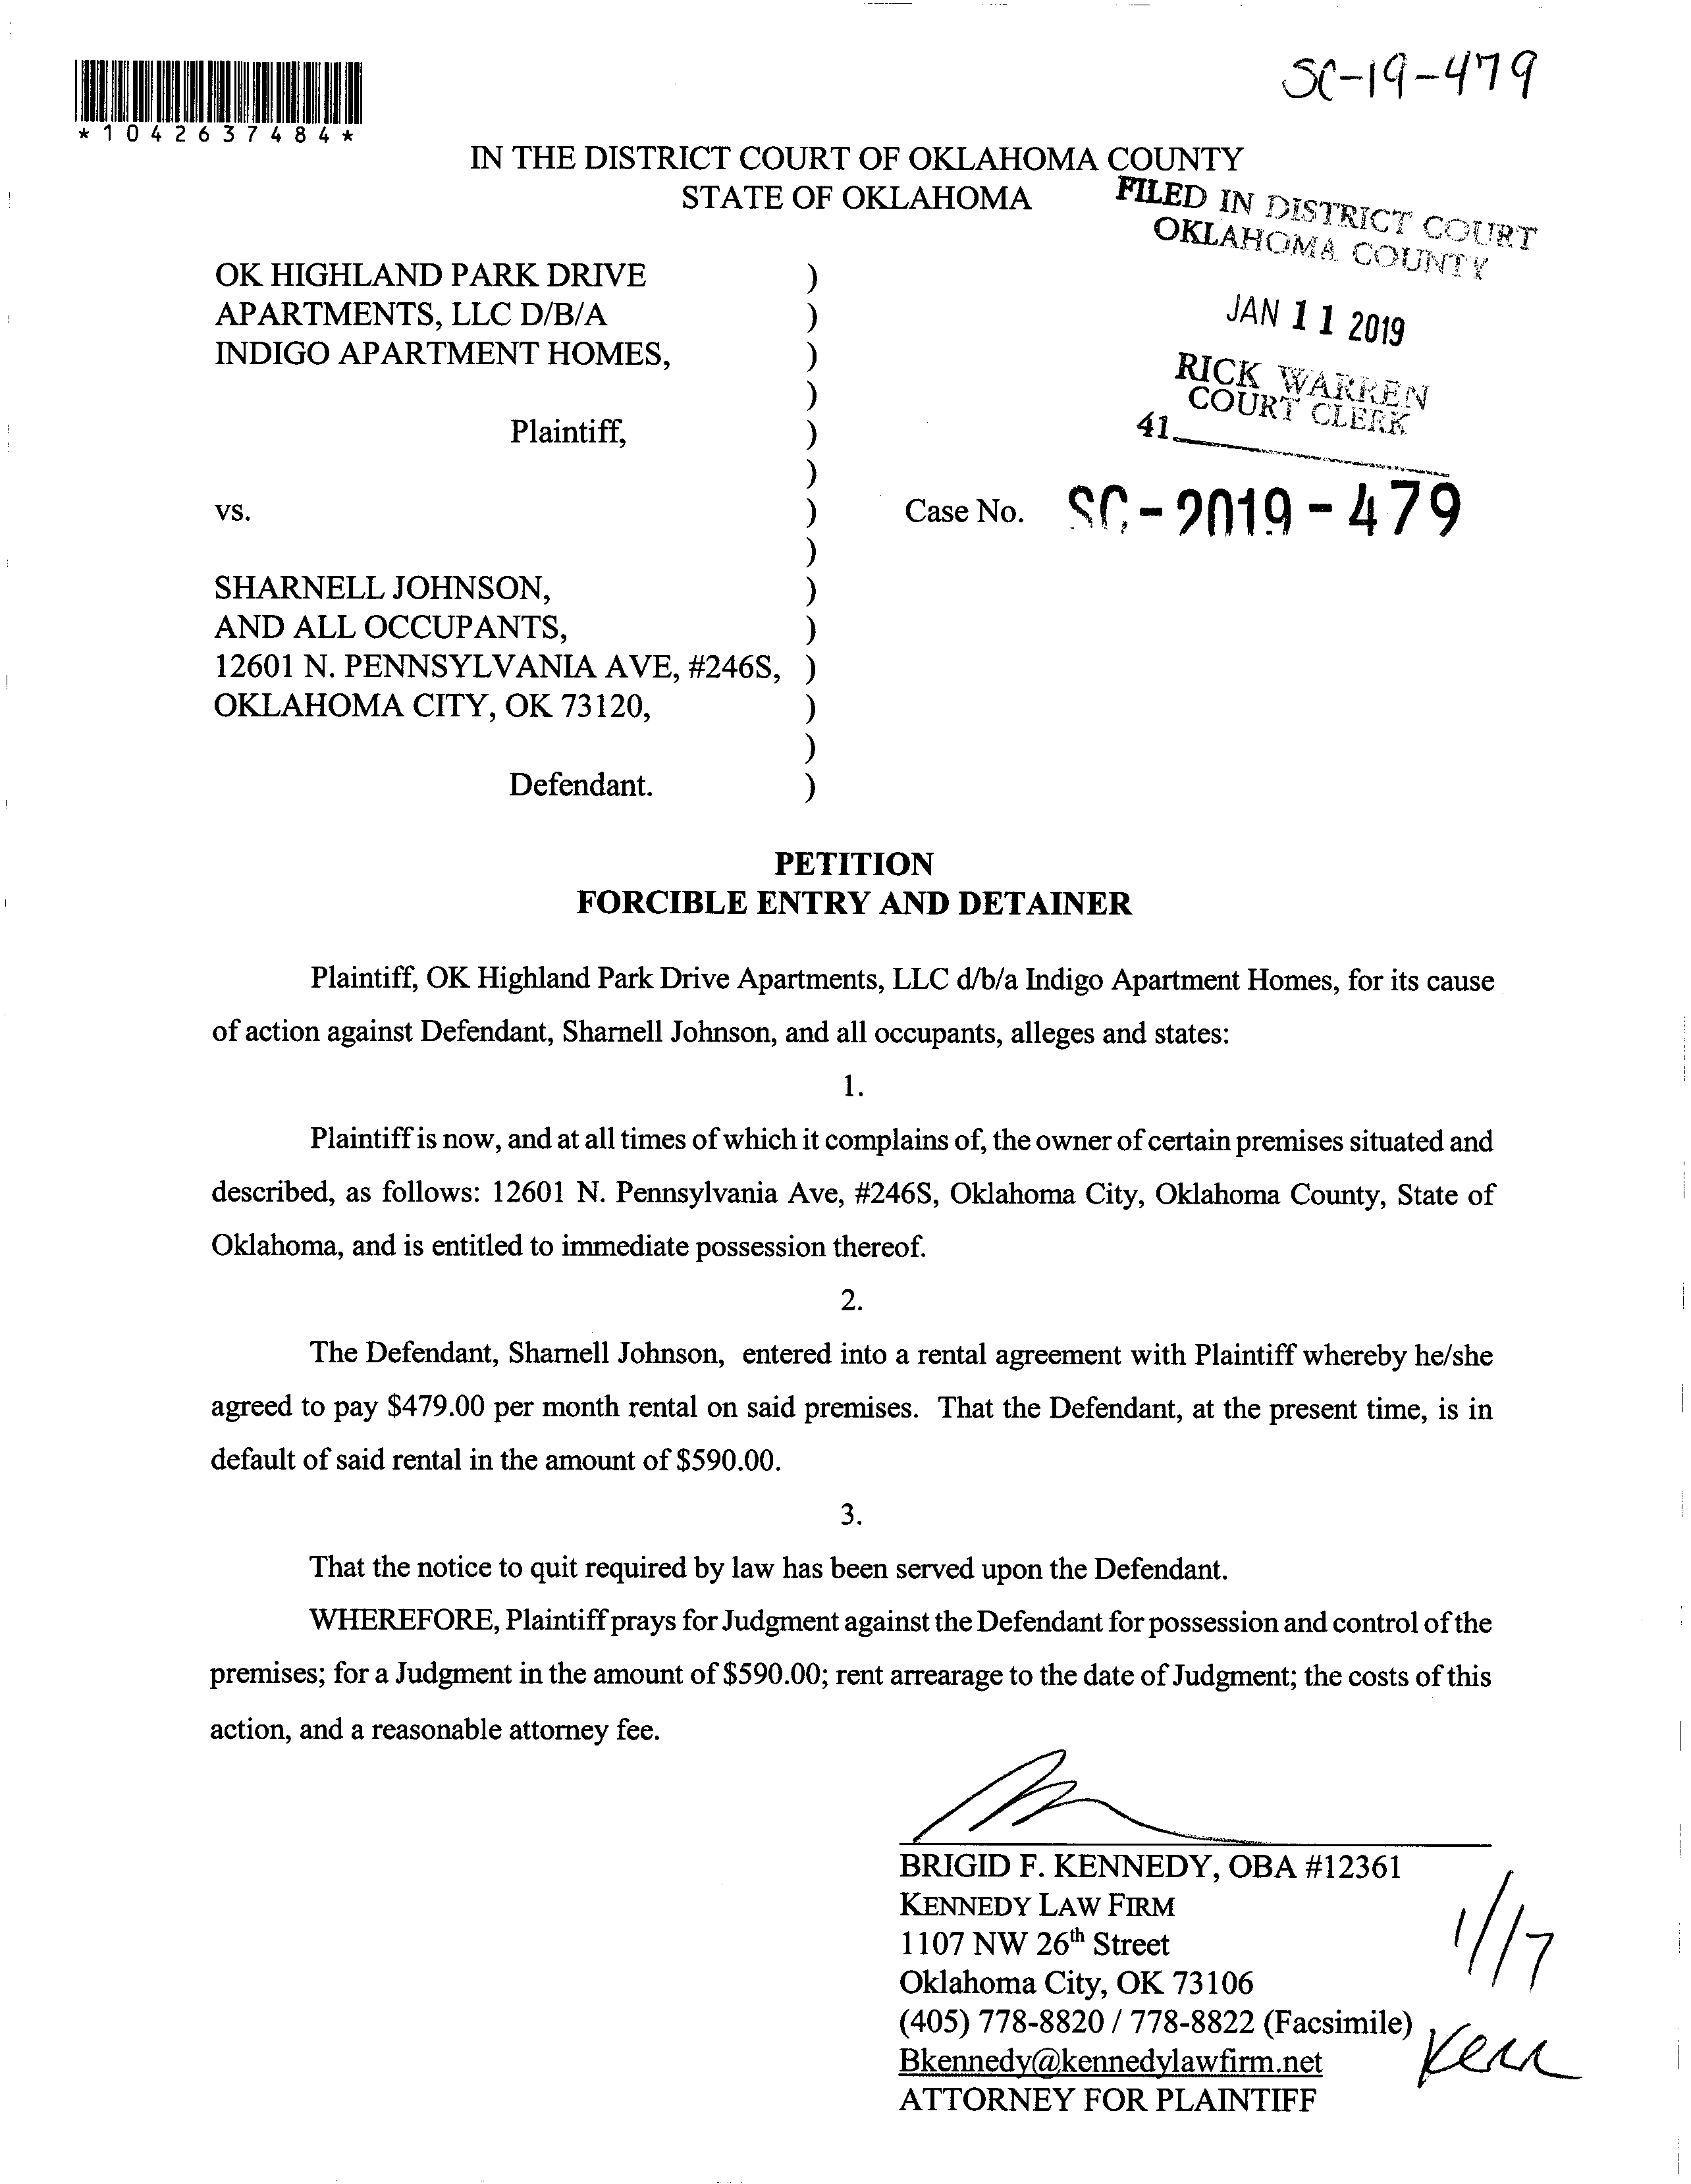 SC-19-479
*1042637484*
IN THE DISTRICT COURT OF OKLAHOMA COUNTY
STATE OF OKLAHOMA
FILED IN DISTRICT COURT
OKLAHOMA COUNTY
JAN 11 2019
RICK WARREN
COURT CLERK
41
OK HIGHLAND PARK DRIVE )
APARTMENTS, LLC D/B/A )
INDIGO APARTMENT HOMES, )
)
Plaintiff, )
)
vs. ) Case No. SC-2019-479
)
SHARNELL JOHNSON, )
AND ALL OCCUPANTS, )
12601 N. PENNSYLVANIA AVE, #246S, )
OKLAHOMA CITY, OK 73120, )
)
Defendant. )
PETITION
FORCIBLE ENTRY AND DETAINER
Plaintiff, OK Highland Park Drive Apartments, LLC d/b/a Indigo Apartment Homes, for its cause
of action against Defendant, Sharnell Johnson, and all occupants, alleges and states:
1.
Plaintiff is now, and at all times of which it complains of, the owner of certain premises situated and
described, as follows: 12601 N. Pennsylvania Ave, #246S, Oklahoma City, Oklahoma County, State of
Oklahoma, and is entitled to immediate possession thereof.
2.
The Defendant, Sharnell Johnson, entered into a rental agreement with Plaintiff whereby he/she
agreed to pay $479.00 per month rental on said premises. That the Defendant, at the present time, is in
default of said rental in the amount of $590.00.
3.
That the notice to quit required by law has been served upon the Defendant.
WHEREFORE, Plaintiff prays for Judgment against the Defendant for possession and control of the
premises; for a Judgment in the amount of $590.00; rent arrearage to the date of Judgment; the costs of this
action, and a reasonable attorney fee.
BRIGID F. KENNEDY, OBA #12361
KENNEDY LAW FIRM
1107 NW 26th Street
Oklahoma City, OK 73106
(405) 778-8820 / 778-8822 (Facsimile)
Bkennedy@kennedylawfirm.net
ATTORNEY FOR PLAINTIFF
1/17
Kerr